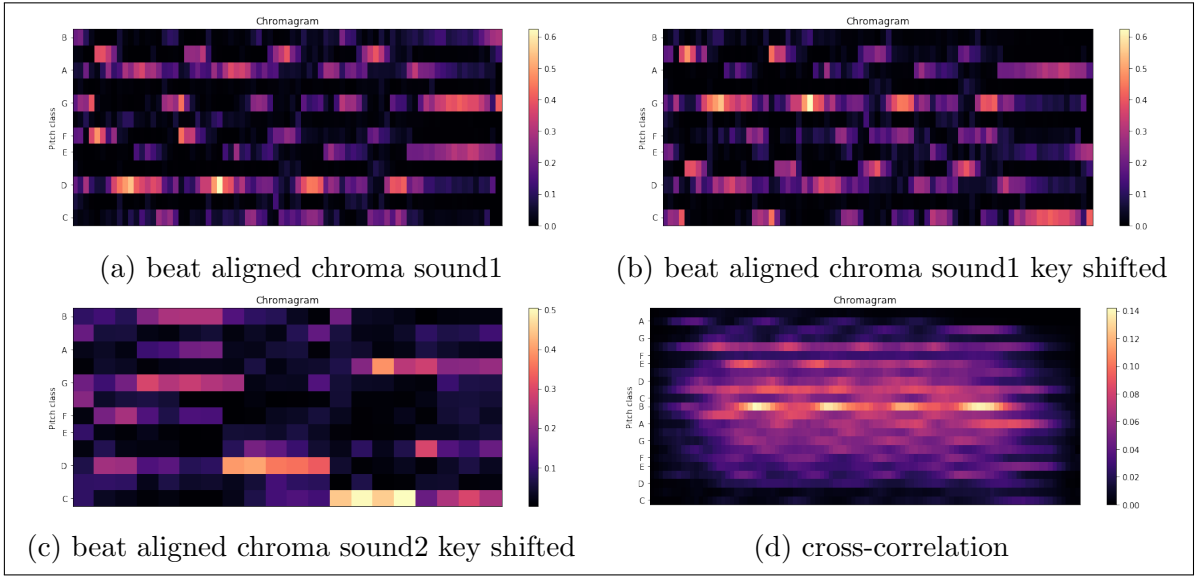 Chromagram
B
A
G
F
E
D
C
Pitch class
0.6
0.5
0.4
0.3
0.2
0.1
0.0
(a) beat aligned chroma sound1
Chromagram
B
A
G
F
E
D
C
Pitch class
0.6
0.5
0.4
0.3
0.2
0.1
0.0
(b) beat aligned chroma sound1 key shifted
Chromagram
B
A
G
F
E
D
C
Pitch class
0.5
0.4
0.3
0.2
0.1
(c) beat aligned chroma sound2 key shifted
Chromagram
A
G
F
E
D
C
B
A
G
F
E
D
C
Pitch class
0.14
0.12
0.10
0.08
0.06
0.04
0.02
0.00
(d) cross-correlation